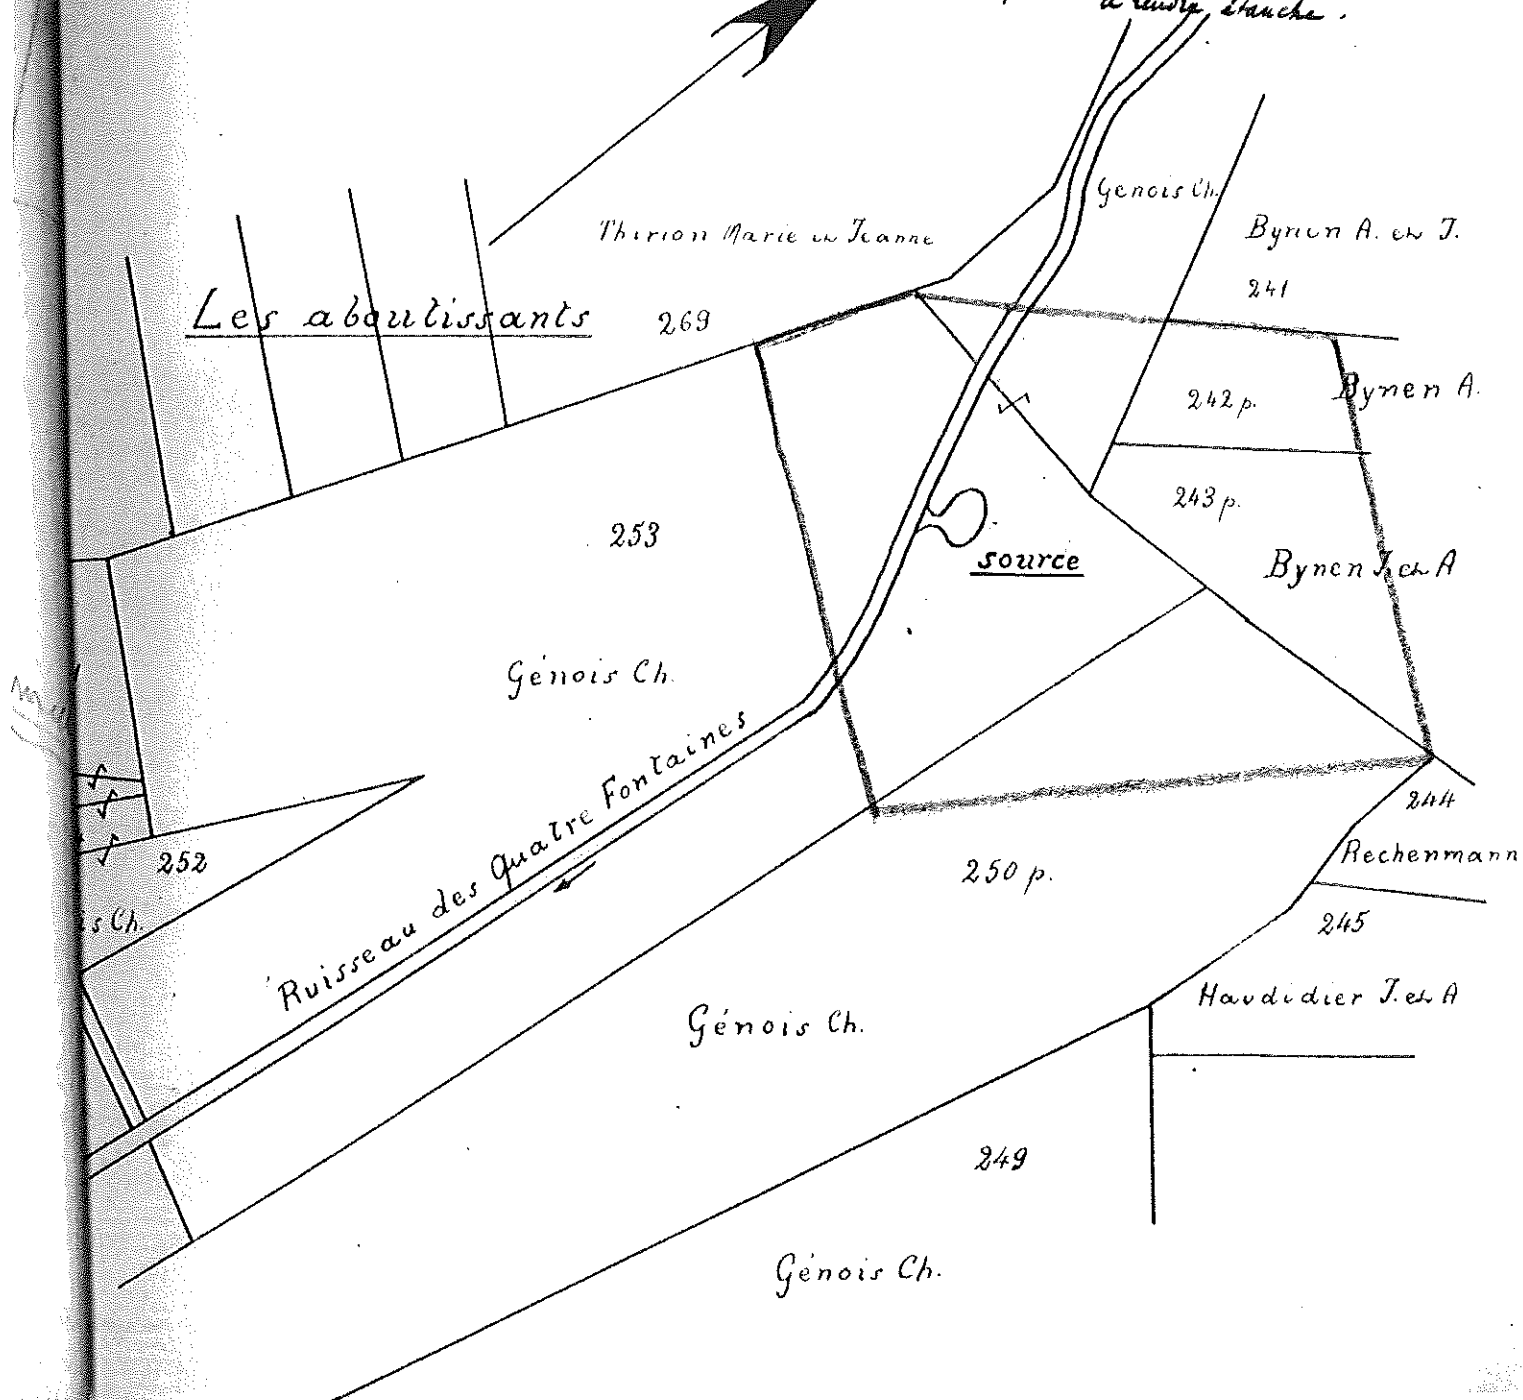 à rendre étanche.
Genois Ch.
Thirion Marie et Jeanne
Bynen A. et J.
241
Les aboutissants
269
242 p.
Bynen A.
243 p.
253
source
Bynen J. et A
Génois Ch.
Ruisseau des Quatre Fontaines
244
252
Rechenmann
250 p.
is Ch.
245
Haudidier J. et A
Génois Ch.
249
Génois Ch.